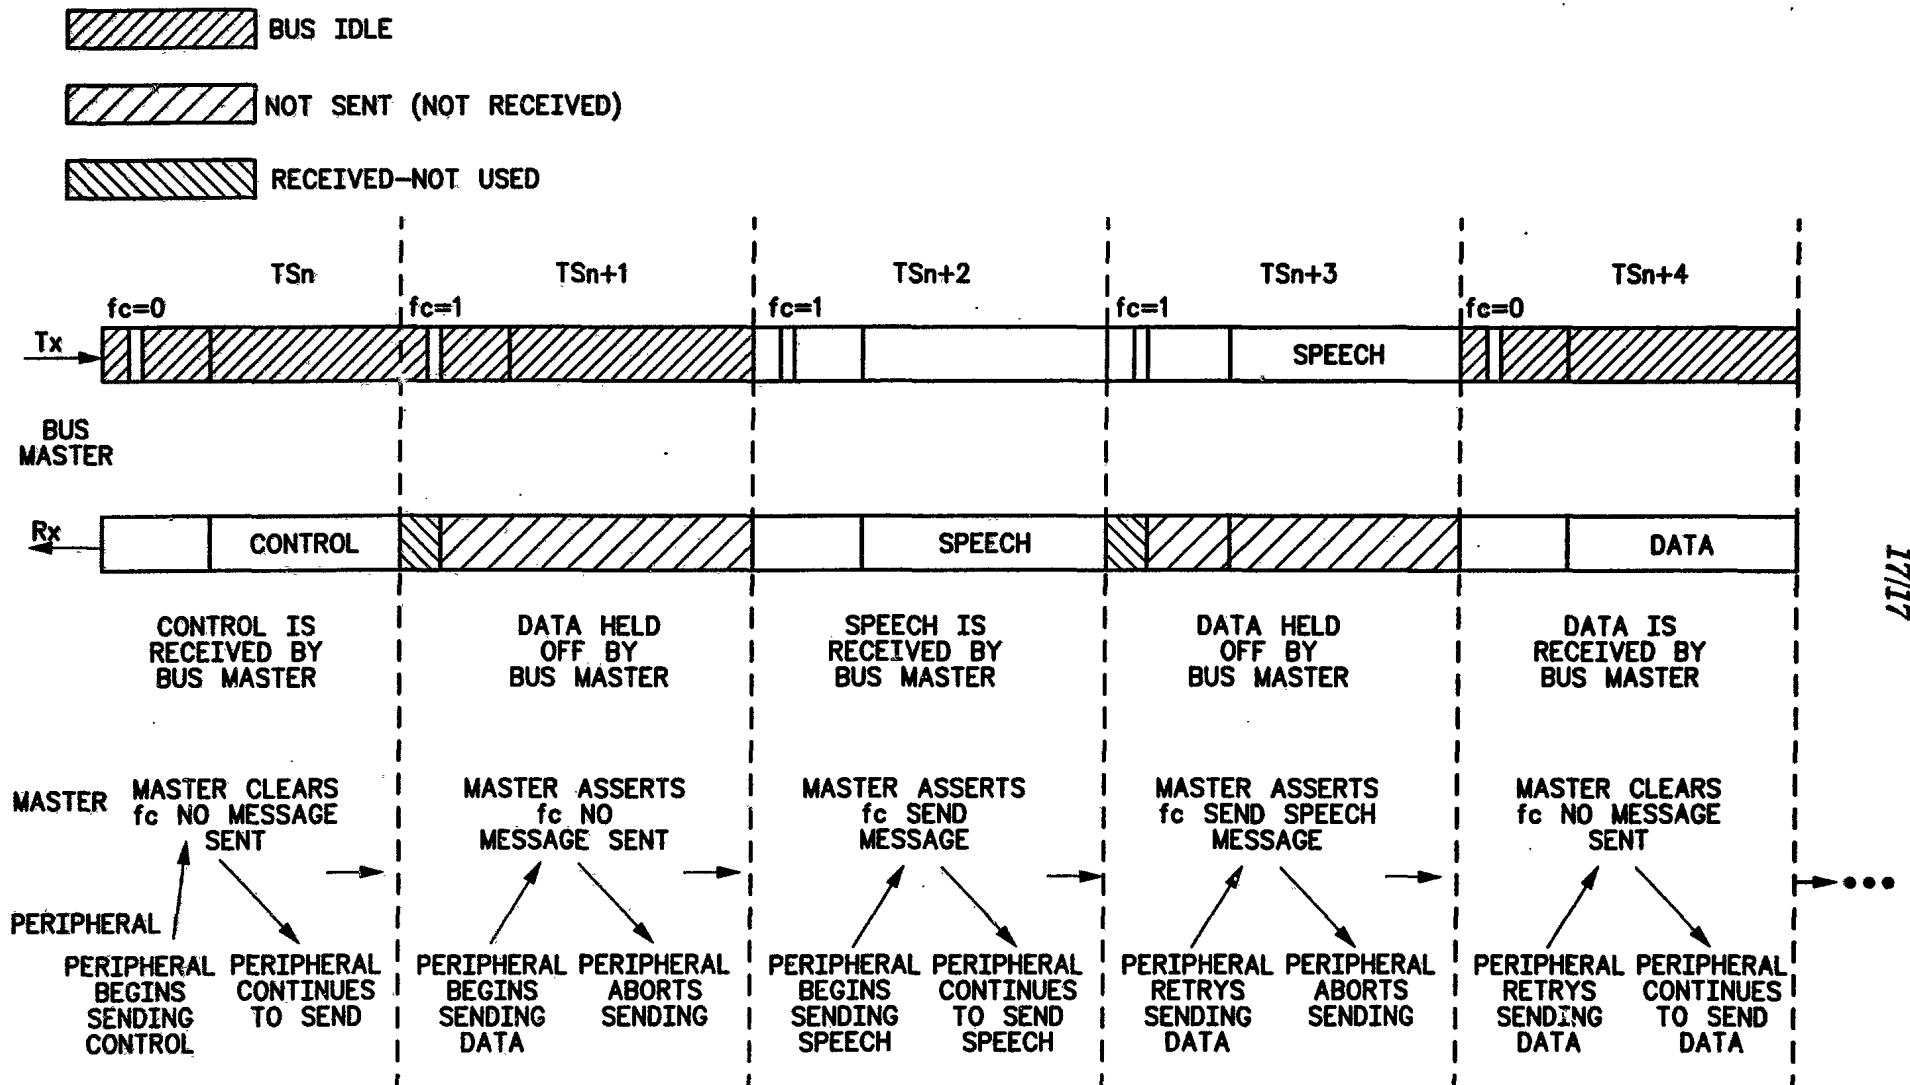 BUS IDLE
NOT SENT (NOT RECEIVED)
RECEIVED-NOT USED
TSn TSn+1 TSn+2 TSn+3 TSn+4
fc=0 fc=1 fc=1 fc=1 fc=0
Tx
SPEECH
BUS
MASTER
Rx
CONTROL SPEECH DATA
17/17
CONTROL IS
RECEIVED BY
BUS MASTER
DATA HELD
OFF BY
BUS MASTER
SPEECH IS
RECEIVED BY
BUS MASTER
DATA HELD
OFF BY
BUS MASTER
DATA IS
RECEIVED BY
BUS MASTER
MASTER
MASTER CLEARS
fc NO MESSAGE
SENT
MASTER ASSERTS
fc NO
MESSAGE SENT
MASTER ASSERTS
fc SEND
MESSAGE
MASTER ASSERTS
fc SEND SPEECH
MESSAGE
MASTER CLEARS
fc NO MESSAGE
SENT
PERIPHERAL
PERIPHERAL
BEGINS
SENDING
CONTROL
PERIPHERAL
CONTINUES
TO SEND
PERIPHERAL
BEGINS
SENDING
DATA
PERIPHERAL
ABORTS
SENDING
PERIPHERAL
BEGINS
SENDING
SPEECH
PERIPHERAL
CONTINUES
TO SEND
SPEECH
PERIPHERAL
RETRYS
SENDING
DATA
PERIPHERAL
ABORTS
SENDING
PERIPHERAL
RETRYS
SENDING
DATA
PERIPHERAL
CONTINUES
TO SEND
DATA